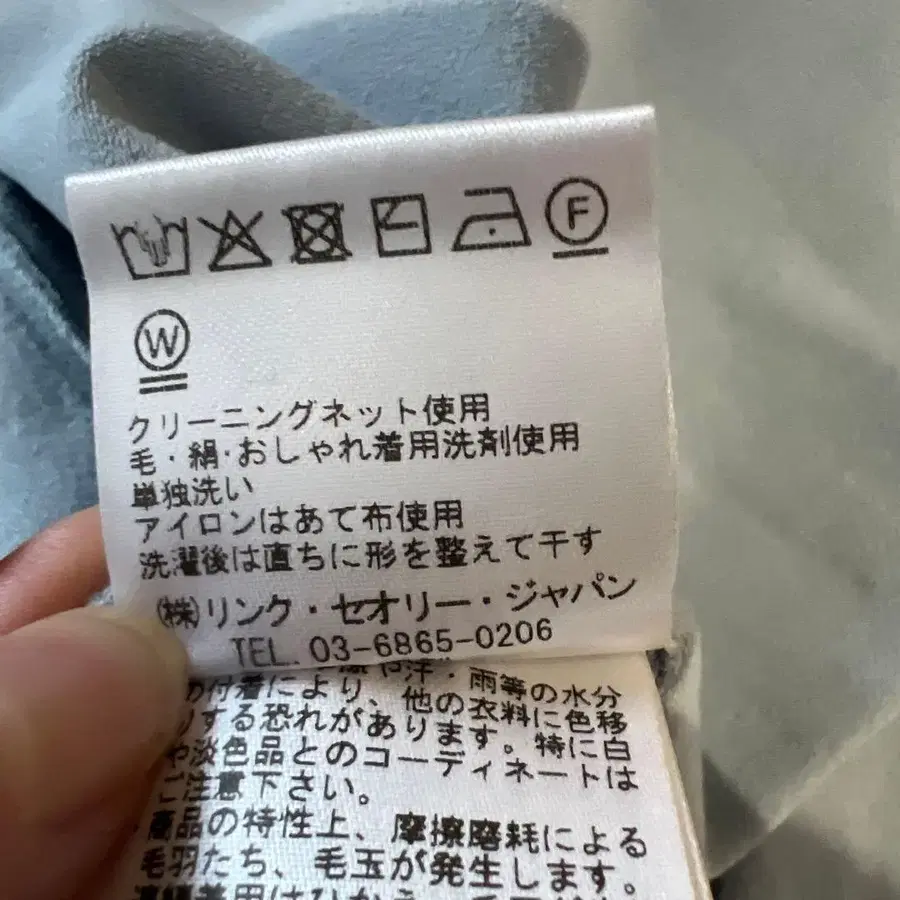 F
W
クリーニングネット使用
毛・絹・おしゃれ着用洗剤使用
単独洗い
アイロンはあて布使用
洗濯後は直ちに形を整えて干す
(株)リンク・セオリー・ジャパン
TEL. 03-6865-0206
や汗・雨等の水分
付着により、他の衣料に色移
りする恐れがあります。特に白
や淡色品とのコーディネートは
ご注意下さい。
商品の特性上、摩擦磨耗による
毛羽たち、毛玉が発生します。